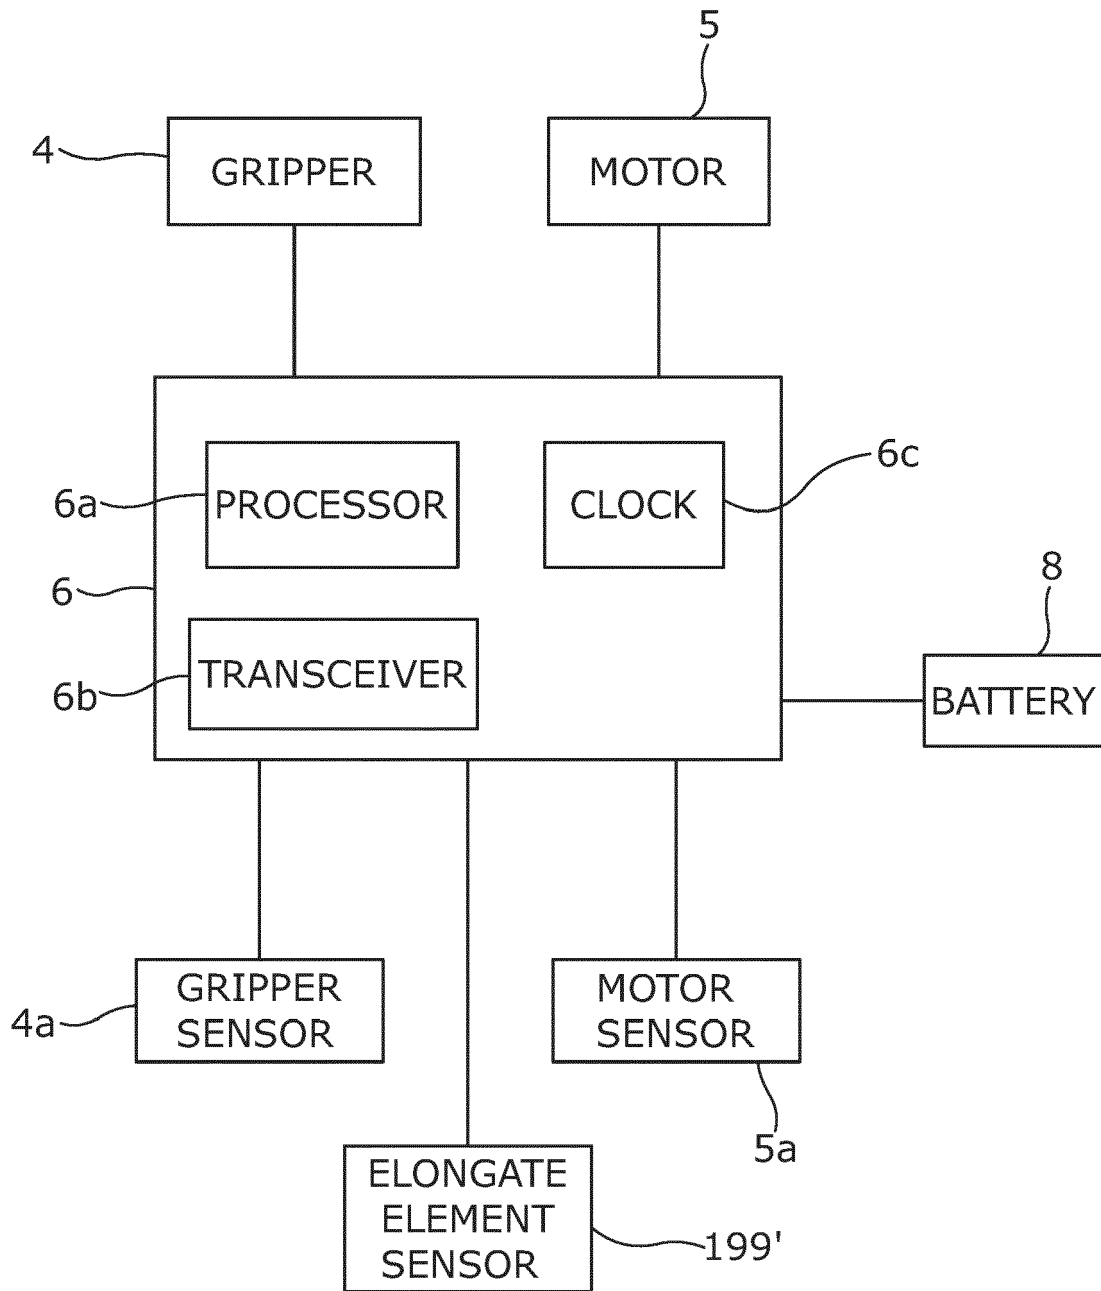 5
4
GRIPPER
MOTOR
6a
PROCESSOR
CLOCK
6c
6
8
6b
TRANSCEIVER
BATTERY
4a
GRIPPER
SENSOR
MOTOR
SENSOR
5a
ELONGATE
ELEMENT
SENSOR
199'